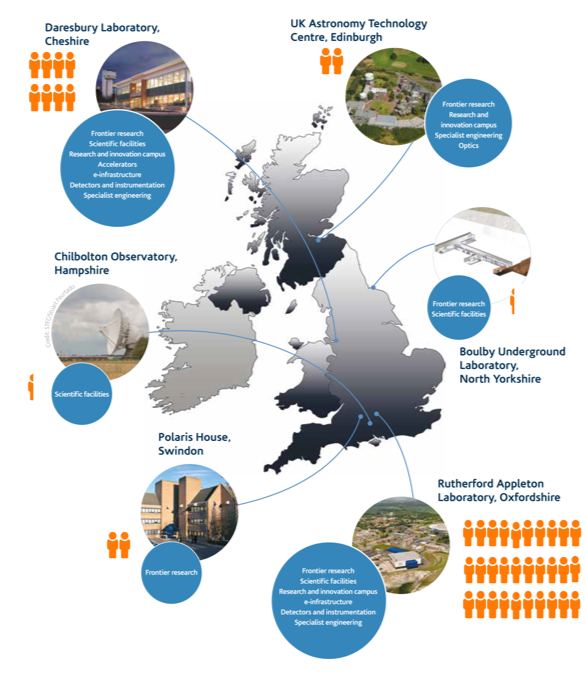 Daresbury Laboratory,
Cheshire
Frontier research
Scientific facilities
Research and innovation campus
Accelerators
e-infrastructure
Detectors and instrumentation
Specialist engineering
UK Astronomy Technology
Centre, Edinburgh
Frontier research
Research and
innovation campus
Specialist engineering
Optics
Chilbolton Observatory,
Hampshire
Scientific facilities
Frontier research
Scientific facilities
Boulby Underground
Laboratory,
North Yorkshire
Polaris House,
Swindon
Frontier research
Rutherford Appleton
Laboratory, Oxfordshire
Frontier research
Scientific facilities
Research and innovation campus
e-infrastructure
Detectors and instrumentation
Specialist engineering